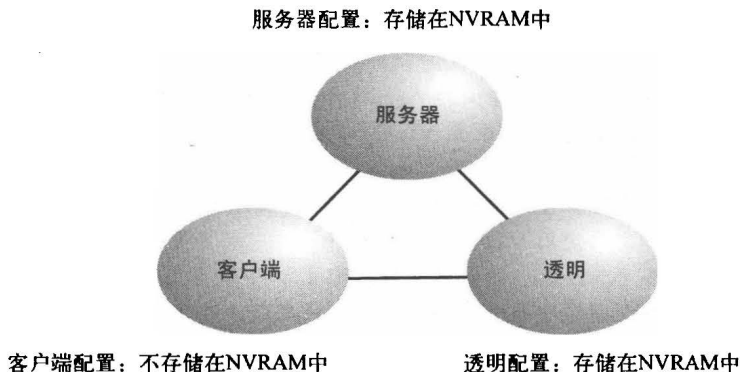 服务器配置：存储在NVRAM中
服务器
客户端
透明
客户端配置：不存储在NVRAM中
透明配置：存储在NVRAM中